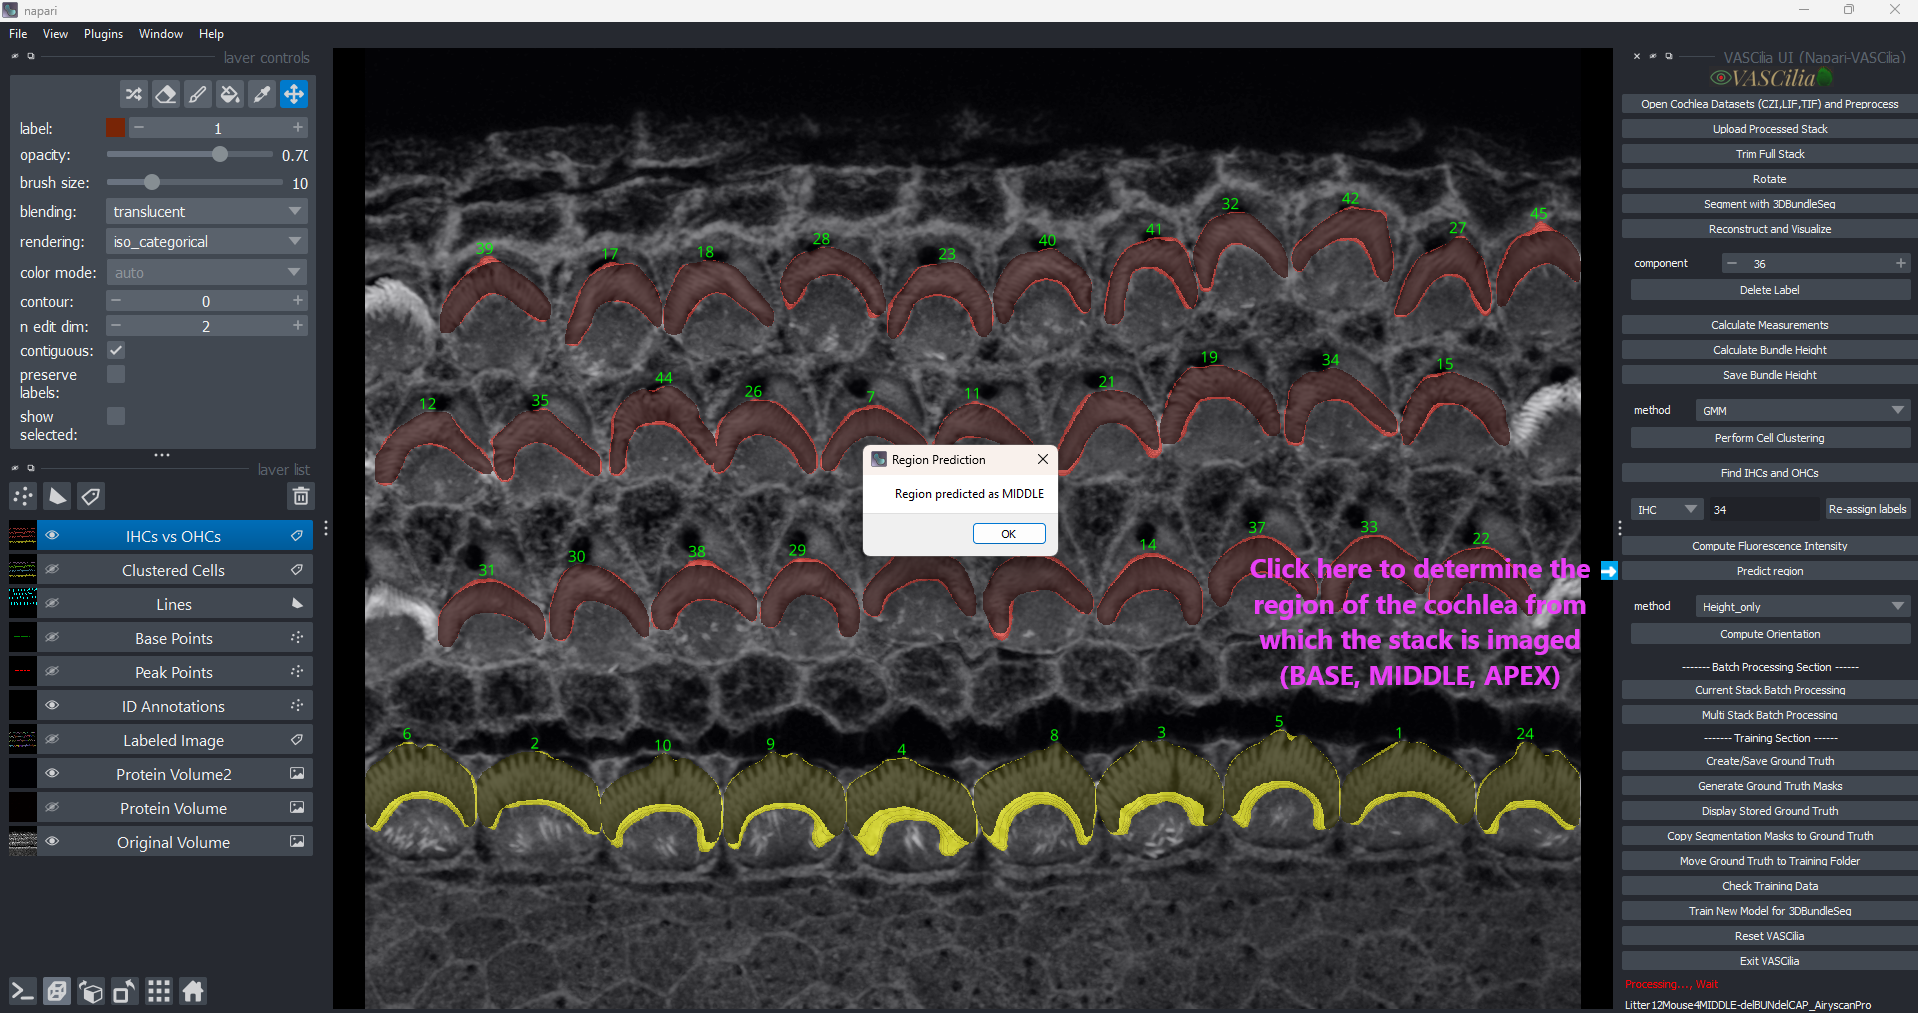 napari
File View Plugins Window Help
layer controls
label: 1
opacity: 0.70
brush size: 10
blending: translucent
rendering: iso_categorical
color mode: auto
contour: 0
n edit dim: 2
contiguous:
preserve
labels:
show
selected:
layer list
IHCs vs OHCs
Clustered Cells
Lines
Base Points
Peak Points
ID Annotations
Labeled Image
Protein Volume2
Protein Volume
Original Volume
39 17 18 28 23 40 41 32 42 27 45
12 35 44 26 7 11 21 19 34 15
31 30 38 29 14 37 33 22
6 2 10 9 4 8 3 5 1 24
Region Prediction
Region predicted as MIDDLE
OK
Click here to determine the
region of the cochlea from
which the stack is imaged
(BASE, MIDDLE, APEX)
VASCilia UI (Napari-VASCilia)
VASCilia
Open Cochlea Datasets (CZI,LIF,TIF) and Preprocess
Upload Processed Stack
Trim Full Stack
Rotate
Segment with 3DBundleSeg
Reconstruct and Visualize
component 36
Delete Label
Calculate Measurements
Calculate Bundle Height
Save Bundle Height
method GMM
Perform Cell Clustering
Find IHCs and OHCs
IHC 34 Re-assign labels
Compute Fluorescence Intensity
Predict region
method Height_only
Compute Orientation
------- Batch Processing Section ------
Current Stack Batch Processing
Multi Stack Batch Processing
------- Training Section ------
Create/Save Ground Truth
Generate Ground Truth Masks
Display Stored Ground Truth
Copy Segmentation Masks to Ground Truth
Move Ground Truth to Training Folder
Check Training Data
Train New Model for 3DBundleSeg
Reset VASCilia
Exit VASCilia
Processing..., Wait
Litter12Mouse4MIDDLE-delBUNdelCAP_AiryscanPro